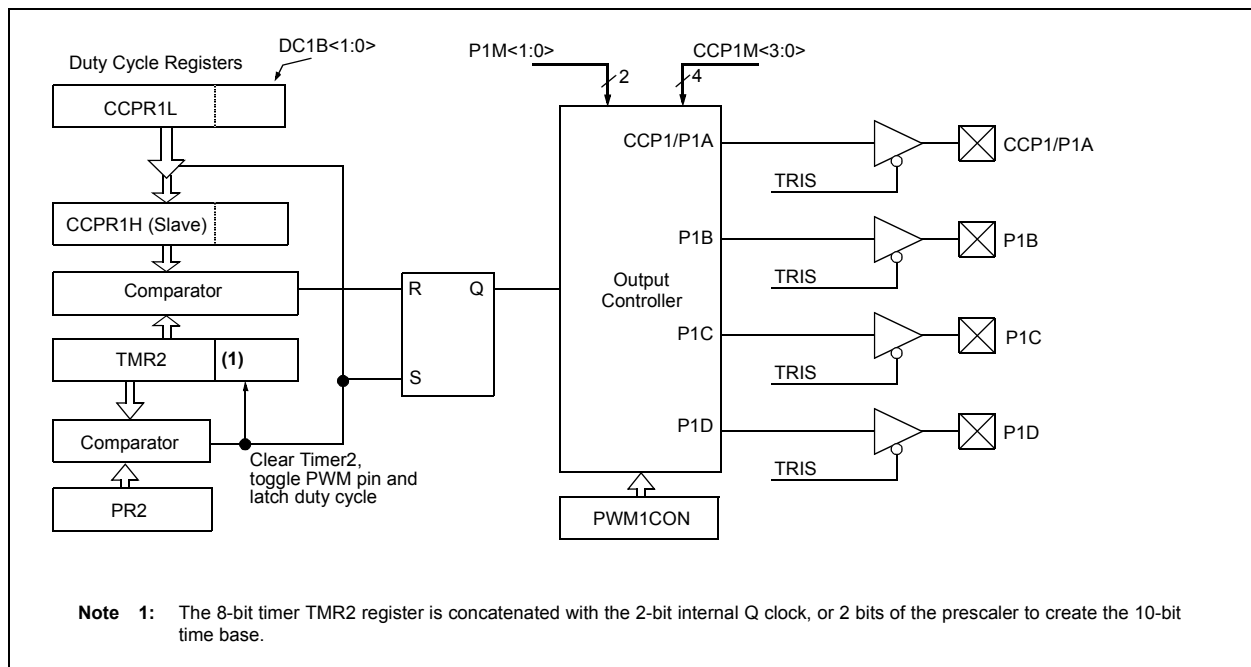 DC1B<1:0>
Duty Cycle Registers
CCPR1L
P1M<1:0>
CCP1M<3:0>
2
4
CCPR1H (Slave)
Comparator
TMR2
(1)
Comparator
PR2
Clear Timer2,
toggle PWM pin and
latch duty cycle
R
Q
S
Output
Controller
CCP1/P1A
P1B
P1C
P1D
PWM1CON
TRIS
CCP1/P1A
TRIS
P1B
TRIS
P1C
TRIS
P1D
Note 1: The 8-bit timer TMR2 register is concatenated with the 2-bit internal Q clock, or 2 bits of the prescaler to create the 10-bit
time base.